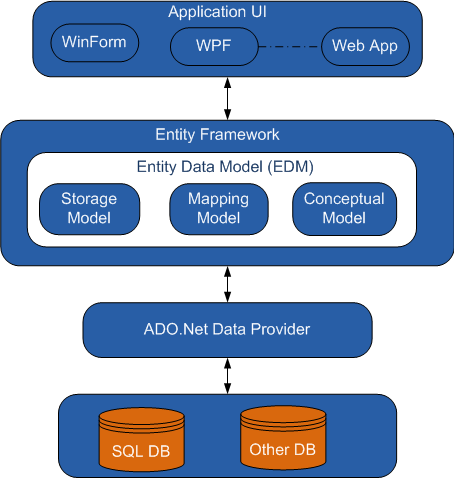 Application UI
WinForm
WPF
Web App
Entity Framework
Entity Data Model (EDM)
Storage
Model
Mapping
Model
Conceptual
Model
ADO.Net Data Provider
SQL DB
Other DB